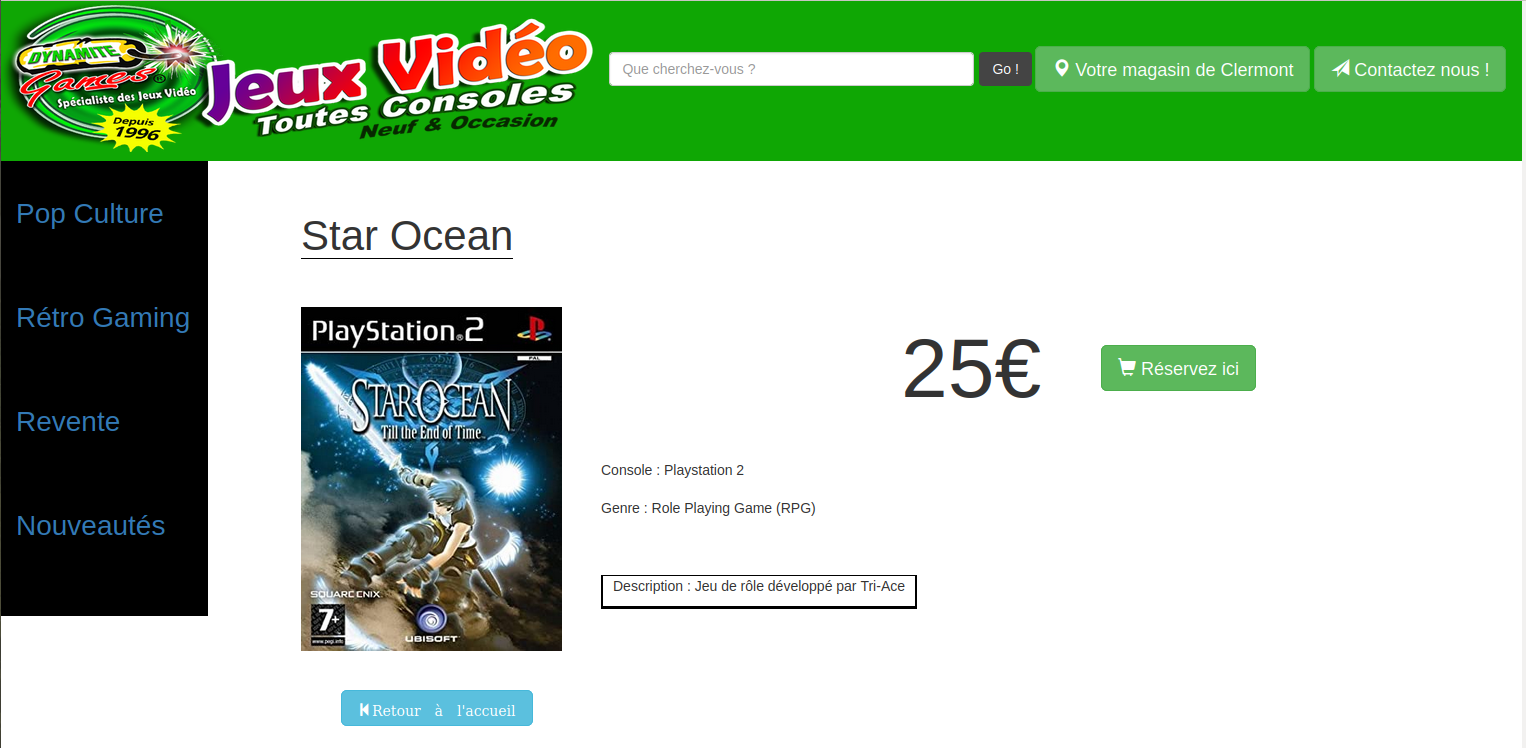 DYNAMITE
Games®
Spécialiste des Jeux Vidéo
Depuis
1996
Jeux Vidéo
Toutes Consoles
Neuf & Occasion
Que cherchez-vous ?
Go !
Votre magasin de Clermont
Contactez nous !
Pop Culture
Rétro Gaming
Revente
Nouveautés
Star Ocean
PlayStation®2
PAL
STAR OCEAN
Till the End of Time™
SQUARE ENIX
7+
www.pegi.info
UBISOFT
25€
Réservez ici
Console : Playstation 2
Genre : Role Playing Game (RPG)
Description : Jeu de rôle développé par Tri-Ace
Retour à l'accueil